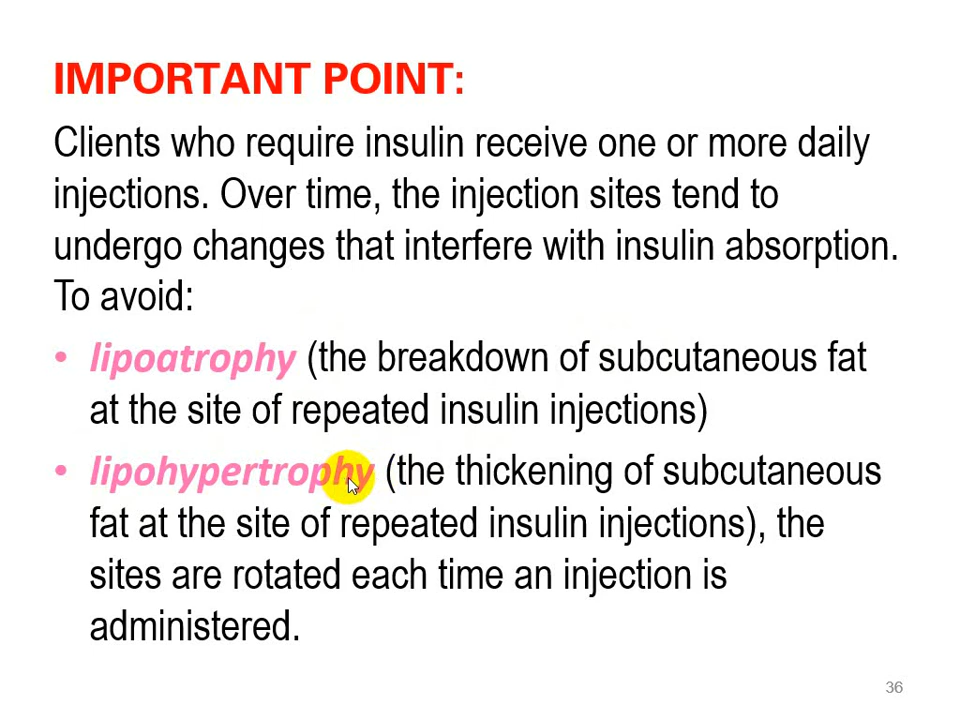 IMPORTANT POINT:
Clients who require insulin receive one or more daily
injections. Over time, the injection sites tend to
undergo changes that interfere with insulin absorption.
To avoid:
• lipoatrophy (the breakdown of subcutaneous fat
at the site of repeated insulin injections)
• lipohypertrophy (the thickening of subcutaneous
fat at the site of repeated insulin injections), the
sites are rotated each time an injection is
administered.
36